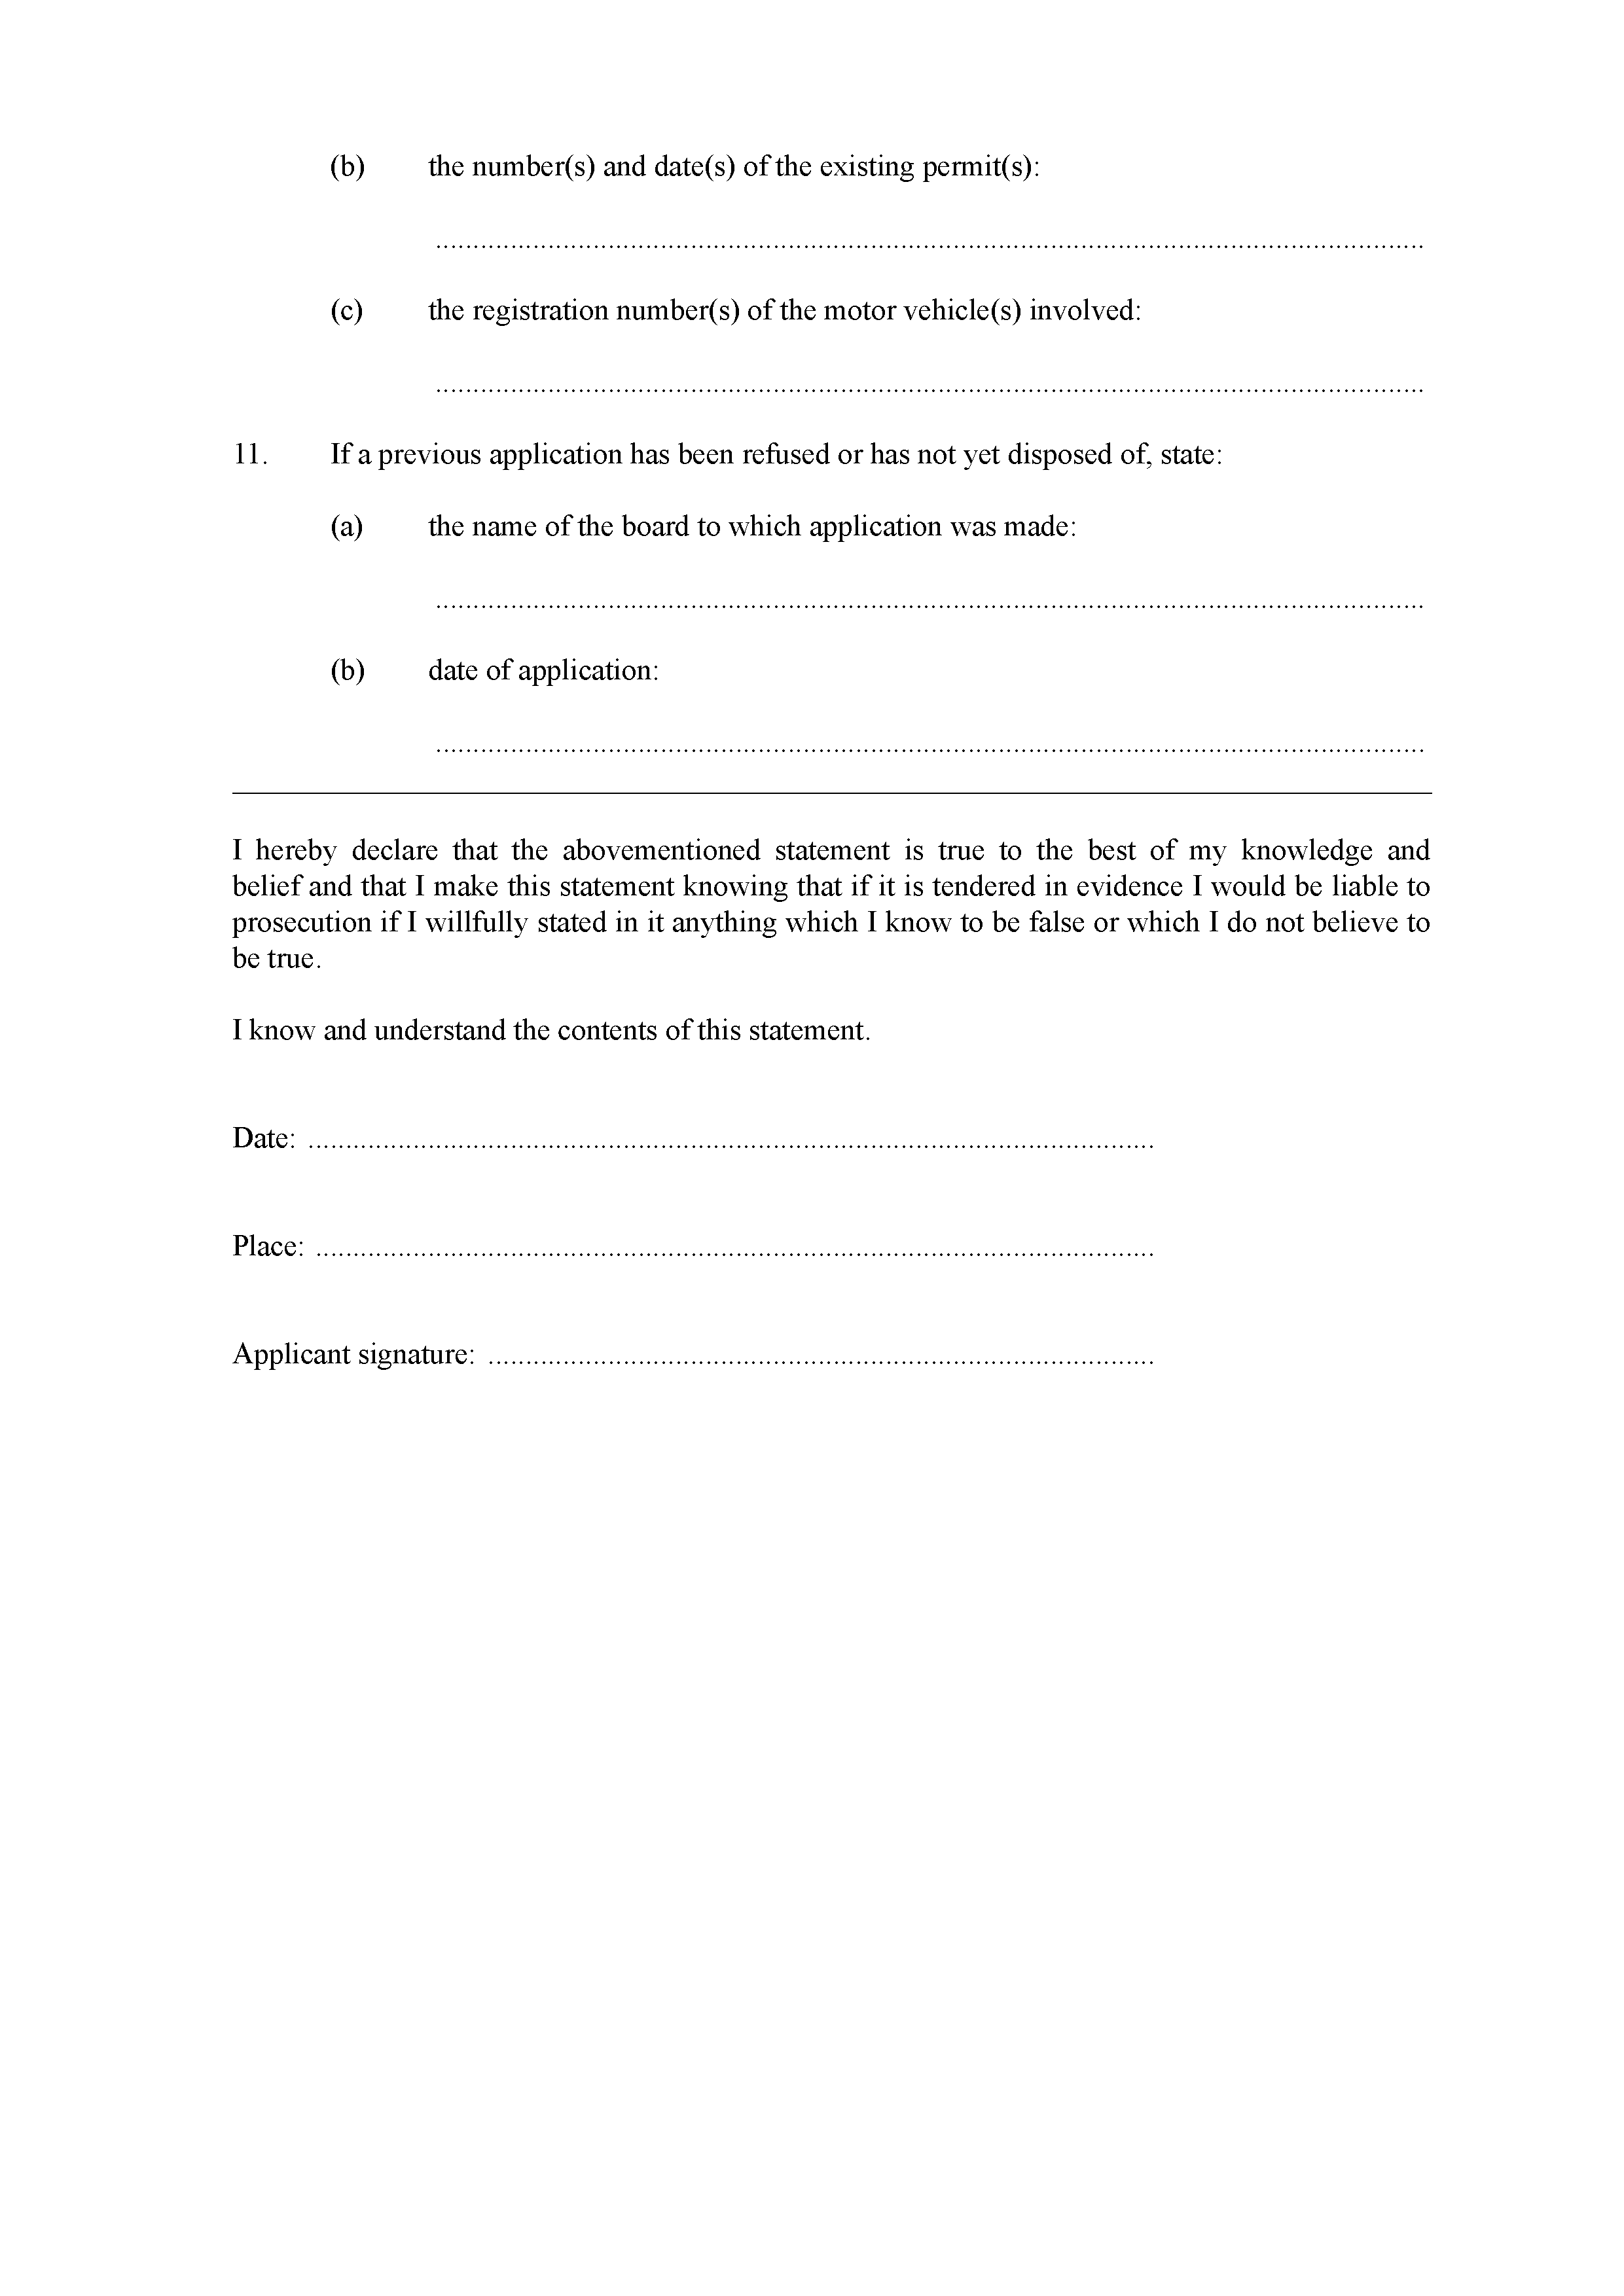 (b) the number(s) and date(s) of the existing permit(s):
....................................................................................................................................
(c) the registration number(s) of the motor vehicle(s) involved:
....................................................................................................................................
11. If a previous application has been refused or has not yet disposed of, state:
(a) the name of the board to which application was made:
....................................................................................................................................
(b) date of application:
....................................................................................................................................
I hereby declare that the abovementioned statement is true to the best of my knowledge and
belief and that I make this statement knowing that if it is tendered in evidence I would be liable to
prosecution if I willfully stated in it anything which I know to be false or which I do not believe to
be true.
I know and understand the contents of this statement.
Date: .................................................................................................................
Place: ................................................................................................................
Applicant signature: .........................................................................................